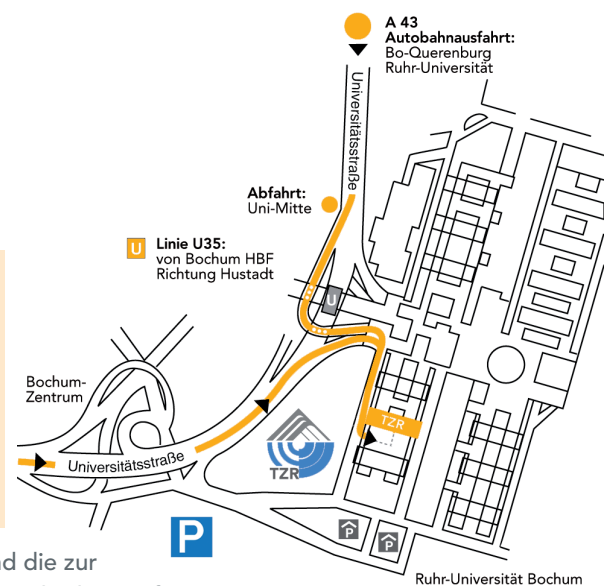 A 43
Autobahnausfahrt:
Bo-Querenburg
Ruhr-Universität
Universitätsstraße
Abfahrt:
Uni-Mitte
U
Linie U35:
von Bochum HBF
Richtung Hustadt
U
Bochum-
Zentrum
TZR
Universitätsstraße
TZR
P
P
P
nd die zur
Ruhr-Universität Bochum